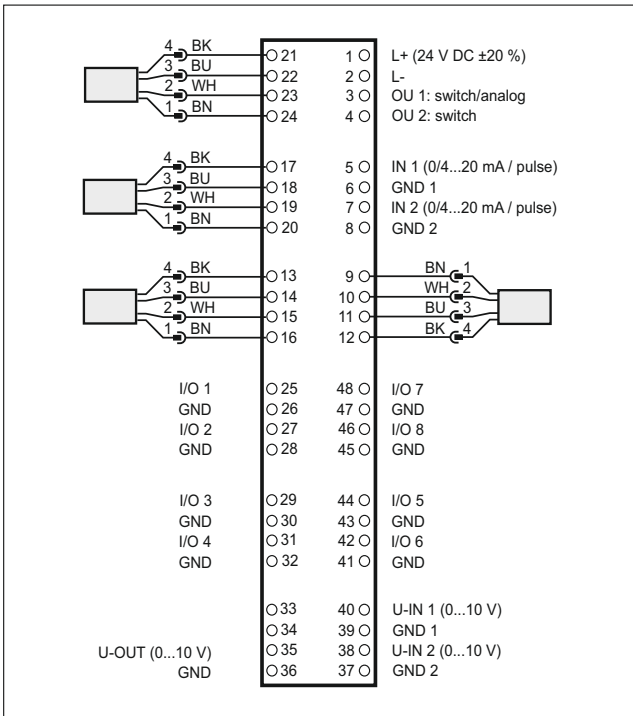 4 BK 21 1 L+ (24 V DC ±20 %)
3 BU 22 2 L-
2 WH 23 3 OU 1: switch/analog
1 BN 24 4 OU 2: switch
4 BK 17 5 IN 1 (0/4...20 mA / pulse)
3 BU 18 6 GND 1
2 WH 19 7 IN 2 (0/4...20 mA / pulse)
1 BN 20 8 GND 2
4 BK 13 9 BN 1
3 BU 14 10 WH 2
2 WH 15 11 BU 3
1 BN 16 12 BK 4
I/O 1 25 48 I/O 7
GND 26 47 GND
I/O 2 27 46 I/O 8
GND 28 45 GND
I/O 3 29 44 I/O 5
GND 30 43 GND
I/O 4 31 42 I/O 6
GND 32 41 GND
33 40 U-IN 1 (0...10 V)
34 39 GND 1
U-OUT (0...10 V) 35 38 U-IN 2 (0...10 V)
GND 36 37 GND 2